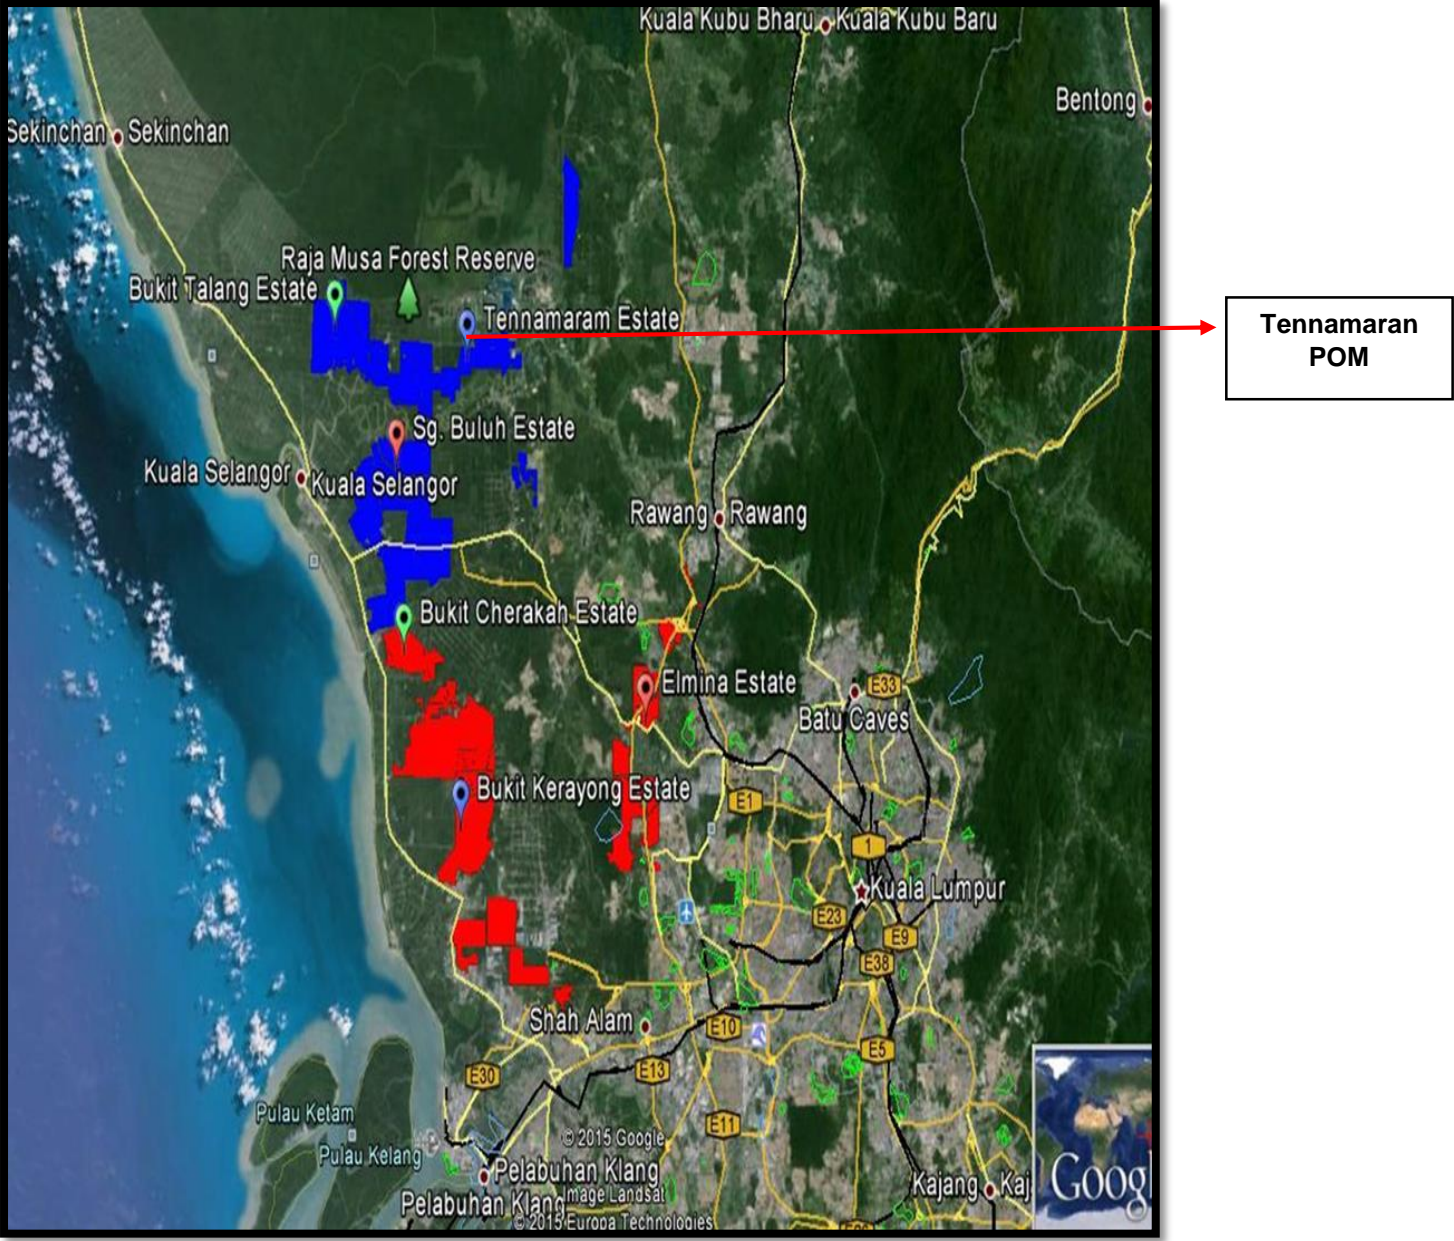 Kuala Kubu Bharu Kuala Kubu Baru
Bentong
Sekinchan Sekinchan
Raja Musa Forest Reserve
Bukit Talang Estate
Tennamaram Estate
Tennamaran
POM
Sg. Buluh Estate
Kuala Selangor
Kuala Selangor
Rawang Rawang
Bukit Cherakah Estate
Elmina Estate
E33
Batu Caves
Bukit Kerayong Estate
E1
1
Kuala Lumpur
E23
E9
E38
Shah Alam
E10
E5
E30
E13
Pulau Ketam
E11
© 2015 Google
Pulau Kelang
Pelabuhan Klang
Kajang Kaj
Googl
Image Landsat
Pelabuhan Klang
© 2015 Europa Technologies